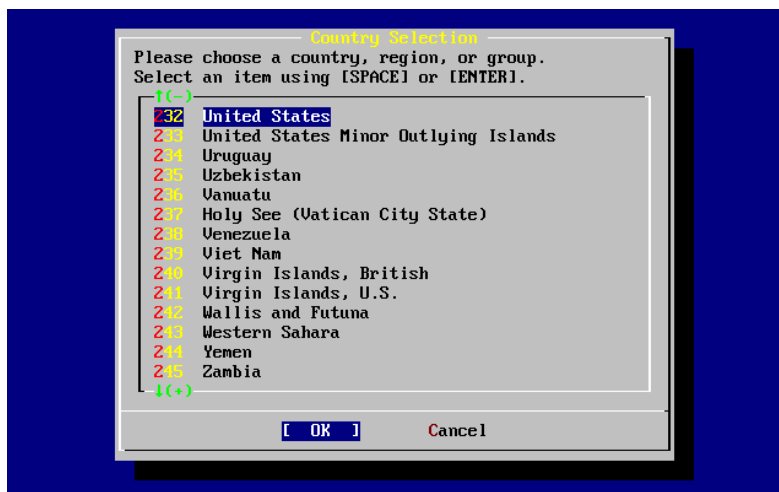 Country Selection
Please choose a country, region, or group.
Select an item using [SPACE] or [ENTER].
↑(-)
232 United States
233 United States Minor Outlying Islands
234 Uruguay
235 Uzbekistan
236 Vanuatu
237 Holy See (Vatican City State)
238 Venezuela
239 Viet Nam
240 Virgin Islands, British
241 Virgin Islands, U.S.
242 Wallis and Futuna
243 Western Sahara
244 Yemen
245 Zambia
↓(+)
[ OK ] Cancel